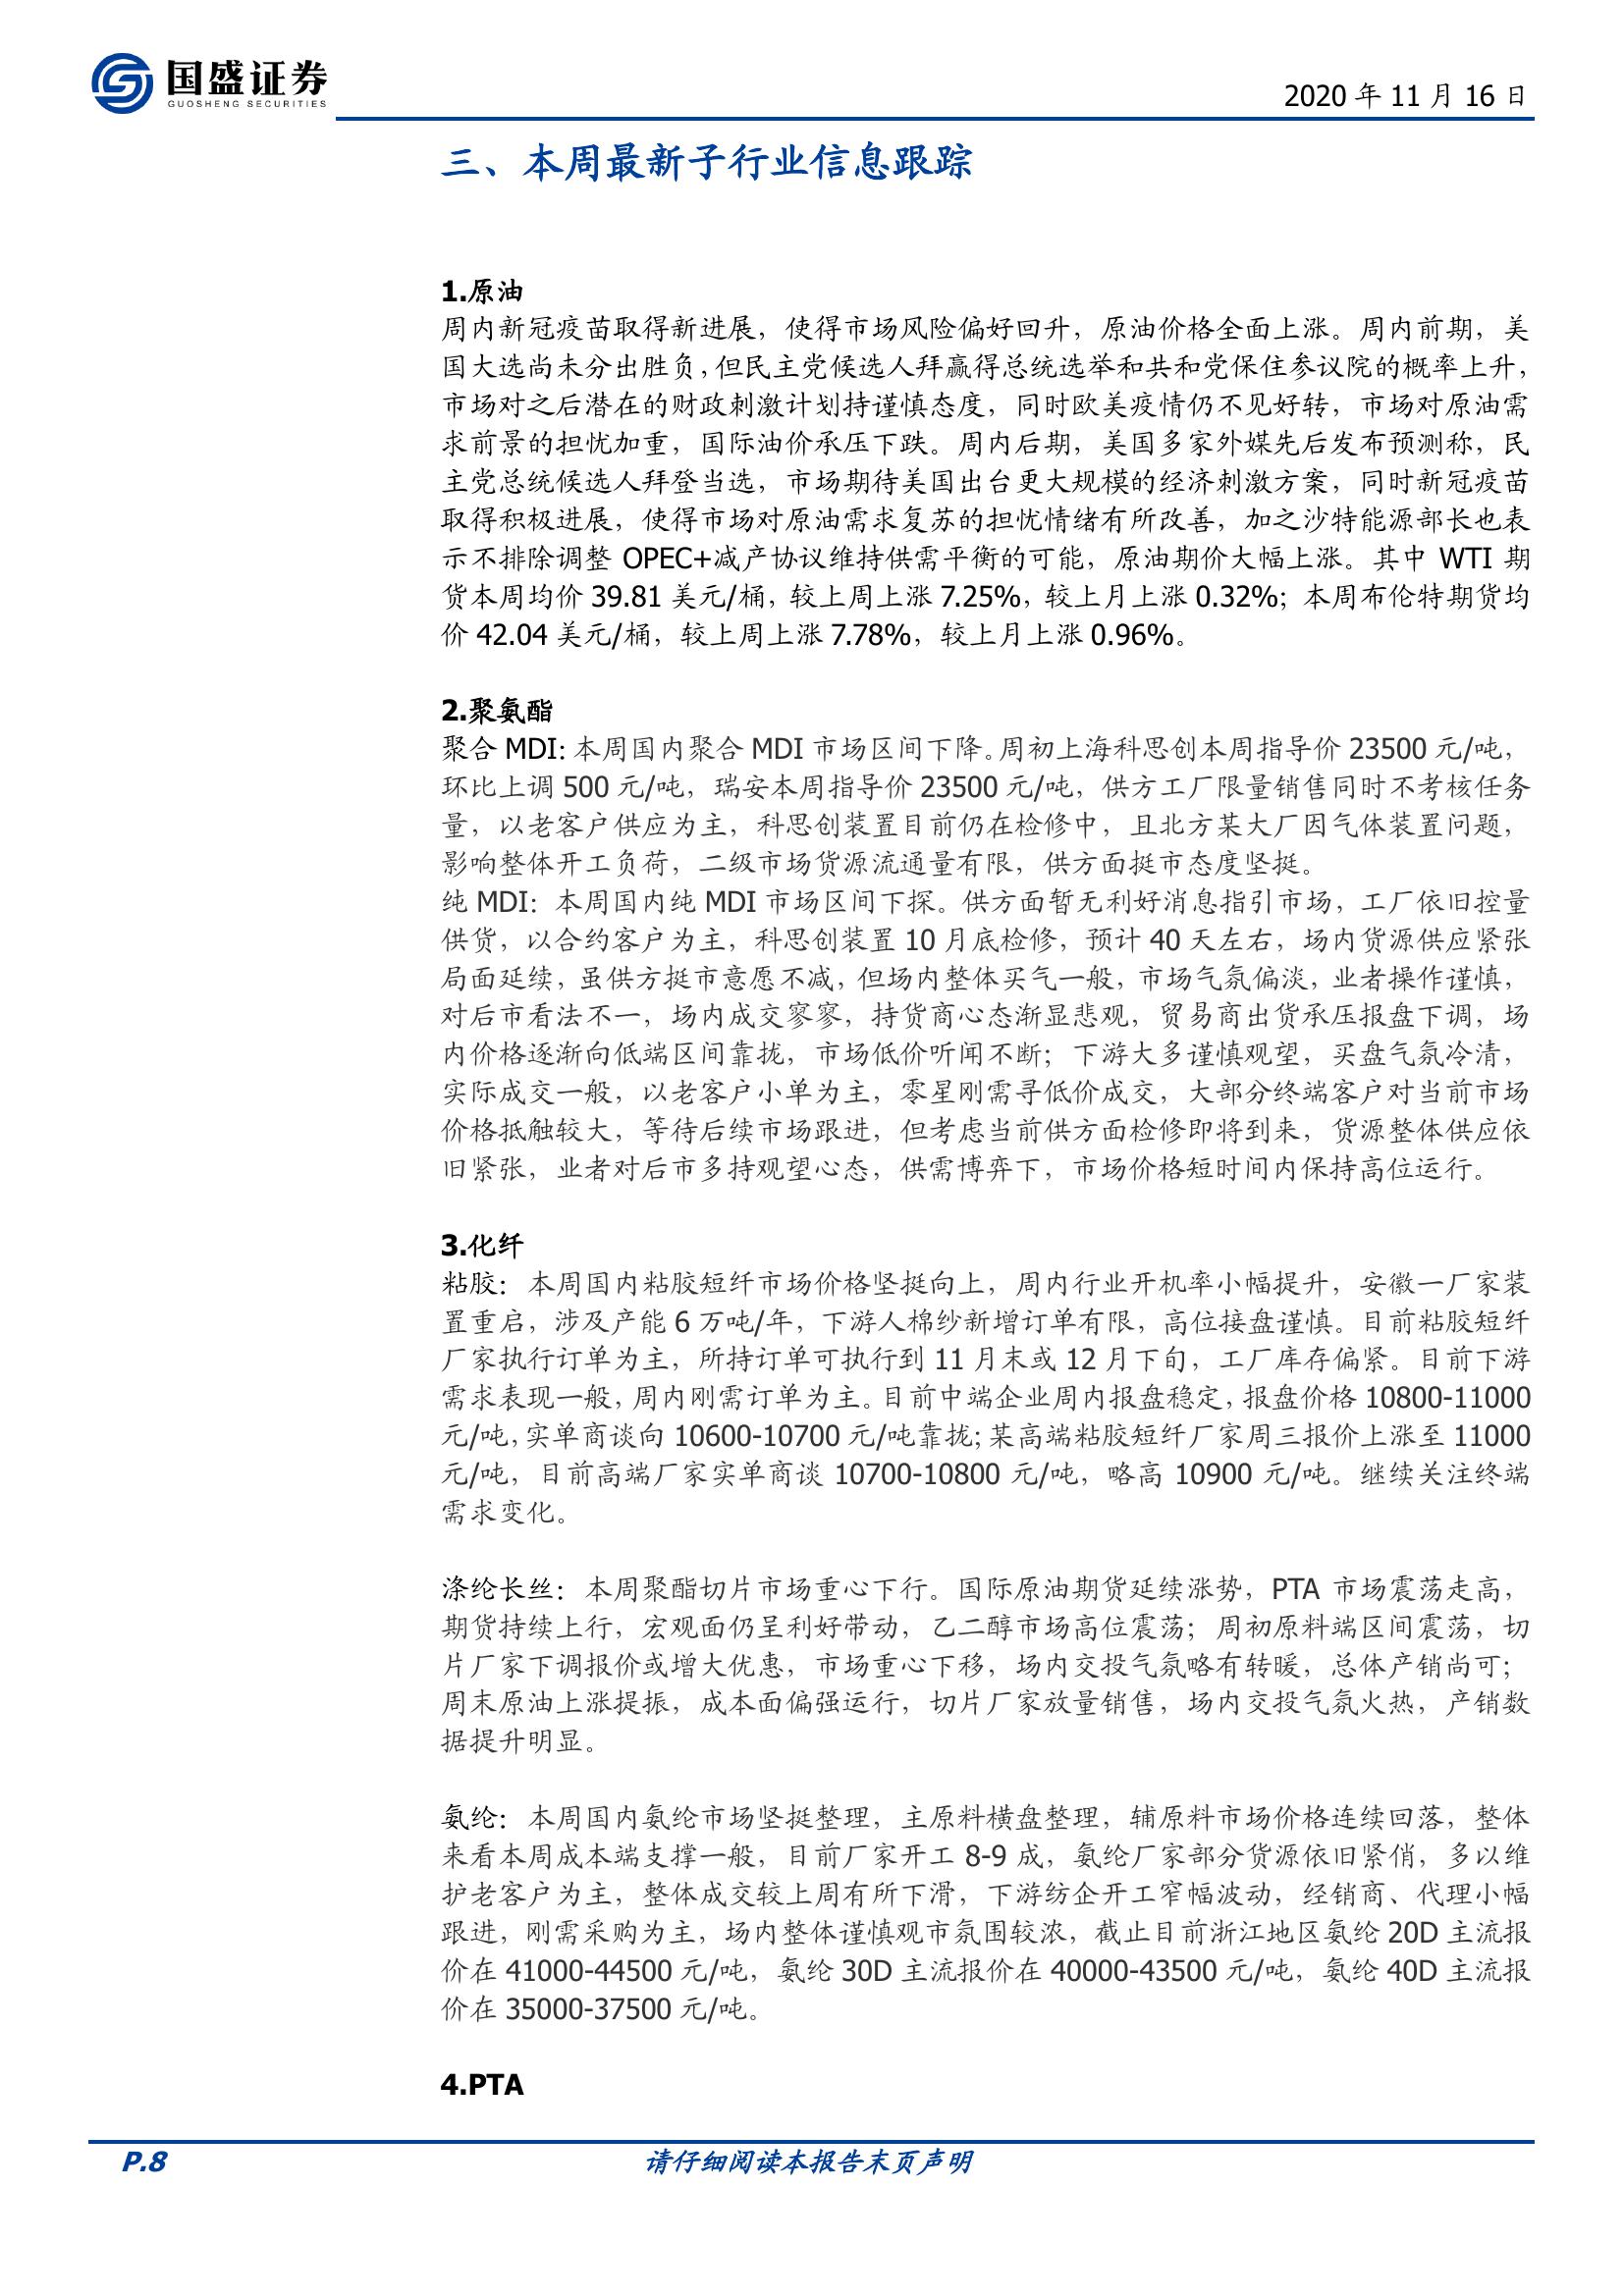 国盛证券
GUOSHENG SECURITIES
2020 年 11 月 16 日
三、本周最新子行业信息跟踪
1.原油
周内新冠疫苗取得新进展，使得市场风险偏好回升，原油价格全面上涨。周内前期，美
国大选尚未分出胜负，但民主党候选人拜赢得总统选举和共和党保住参议院的概率上升，
市场对之后潜在的财政刺激计划持谨慎态度，同时欧美疫情仍不见好转，市场对原油需
求前景的担忧加重，国际油价承压下跌。周内后期，美国多家外媒先后发布预测称，民
主党总统候选人拜登当选，市场期待美国出台更大规模的经济刺激方案，同时新冠疫苗
取得积极进展，使得市场对原油需求复苏的担忧情绪有所改善，加之沙特能源部长也表
示不排除调整 OPEC+减产协议维持供需平衡的可能，原油期价大幅上涨。其中 WTI 期
货本周均价 39.81 美元/桶，较上周上涨 7.25%，较上月上涨 0.32%；本周布伦特期货均
价 42.04 美元/桶，较上周上涨 7.78%，较上月上涨 0.96%。
2.聚氨酯
聚合 MDI：本周国内聚合 MDI 市场区间下降。周初上海科思创本周指导价 23500 元/吨，
环比上调 500 元/吨，瑞安本周指导价 23500 元/吨，供方工厂限量销售同时不考核任务
量，以老客户供应为主，科思创装置目前仍在检修中，且北方某大厂因气体装置问题，
影响整体开工负荷，二级市场货源流通量有限，供方面挺市态度坚挺。
纯 MDI：本周国内纯 MDI 市场区间下探。供方面暂无利好消息指引市场，工厂依旧控量
供货，以合约客户为主，科思创装置 10 月底检修，预计 40 天左右，场内货源供应紧张
局面延续，虽供方挺市意愿不减，但场内整体买气一般，市场气氛偏淡，业者操作谨慎，
对后市看法不一，场内成交寥寥，持货商心态渐显悲观，贸易商出货承压报盘下调，场
内价格逐渐向低端区间靠拢，市场低价听闻不断；下游大多谨慎观望，买盘气氛冷清，
实际成交一般，以老客户小单为主，零星刚需寻低价成交，大部分终端客户对当前市场
价格抵触较大，等待后续市场跟进，但考虑当前供方面检修即将到来，货源整体供应依
旧紧张，业者对后市多持观望心态，供需博弈下，市场价格短时间内保持高位运行。
3.化纤
粘胶：本周国内粘胶短纤市场价格坚挺向上，周内行业开机率小幅提升，安徽一厂家装
置重启，涉及产能 6 万吨/年，下游人棉纱新增订单有限，高位接盘谨慎。目前粘胶短纤
厂家执行订单为主，所持订单可执行到 11 月末或 12 月下旬，工厂库存偏紧。目前下游
需求表现一般，周内刚需订单为主。目前中端企业周内报盘稳定，报盘价格 10800-11000
元/吨，实单商谈向 10600-10700 元/吨靠拢；某高端粘胶短纤厂家周三报价上涨至 11000
元/吨，目前高端厂家实单商谈 10700-10800 元/吨，略高 10900 元/吨。继续关注终端
需求变化。
涤纶长丝：本周聚酯切片市场重心下行。国际原油期货延续涨势，PTA 市场震荡走高，
期货持续上行，宏观面仍呈利好带动，乙二醇市场高位震荡；周初原料端区间震荡，切
片厂家下调报价或增大优惠，市场重心下移，场内交投气氛略有转暖，总体产销尚可；
周末原油上涨提振，成本面偏强运行，切片厂家放量销售，场内交投气氛火热，产销数
据提升明显。
氨纶：本周国内氨纶市场坚挺整理，主原料横盘整理，辅原料市场价格连续回落，整体
来看本周成本端支撑一般，目前厂家开工 8-9 成，氨纶厂家部分货源依旧紧俏，多以维
护老客户为主，整体成交较上周有所下滑，下游纺企开工窄幅波动，经销商、代理小幅
跟进，刚需采购为主，场内整体谨慎观市氛围较浓，截止目前浙江地区氨纶 20D 主流报
价在 41000-44500 元/吨，氨纶 30D 主流报价在 40000-43500 元/吨，氨纶 40D 主流报
价在 35000-37500 元/吨。
4.PTA
P.8
请仔细阅读本报告末页声明